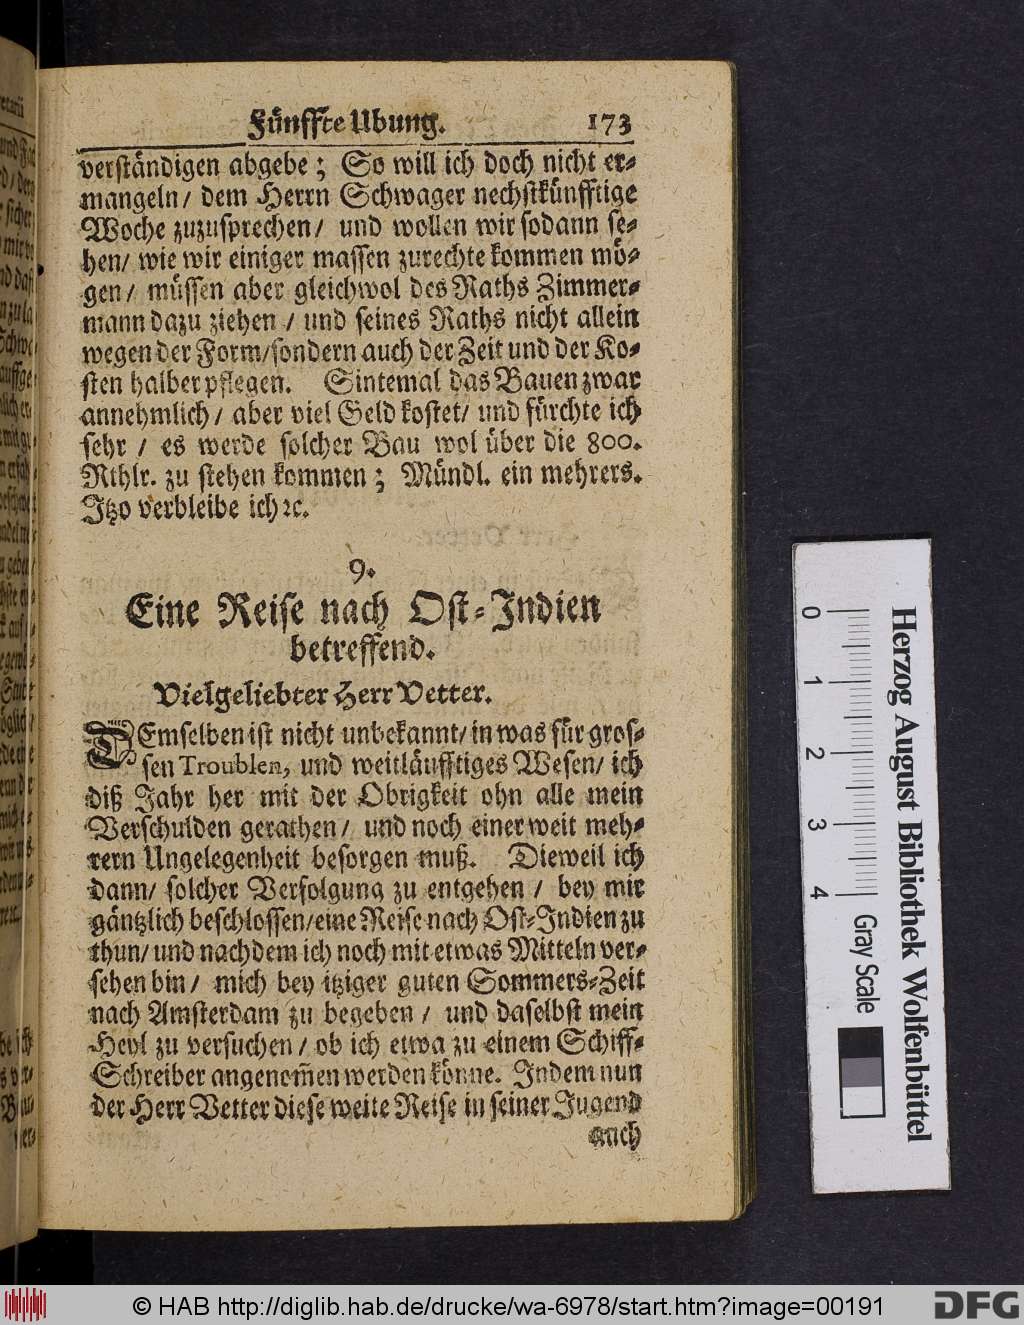 Fünffte Ubung. 173
verständigen abgebe; So will ich doch nicht er-
mangeln/ dem Herrn Schwager nechstkünfftige
Woche zuzusprechen/ und wollen wir sodann se-
hen/ wie wir einiger massen zurechte kommen mö-
gen/ müssen aber gleichwol des Raths Zimmer-
mann dazu ziehen/ und seines Raths nicht allein
wegen der Form/sondern auch der Zeit und der Ko-
sten halber pflegen. Sintemal das Bauen zwar
annehmlich/ aber viel Geld kostet/ und fürchte ich
sehr/ es werde solcher Bau wol über die 800.
Rthlr. zu stehen kommen; Mündl. ein mehrers.
Itzo verbleibe ich ꝛc.
9.
Eine Reise nach Ost-Indien
betreffend.
Vielgeliebter Herr Vetter.
DEmselben ist nicht unbekannt/ in was für gros-
sen Troublen, und weitläufftiges Wesen/ ich
diß Jahr her mit der Obrigkeit ohn alle mein
Verschulden gerathen/ und noch einer weit meh-
rern Ungelegenheit besorgen muß. Dieweil ich
dann/ solcher Verfolgung zu entgehen/ bey mir
gäntzlich beschlossen/eine Reise nach Ost-Indien zu
thun/ und nachdem ich noch mit etwas Mitteln ver-
sehen bin/ mich bey itziger guten Sommers-Zeit
nach Amsterdam zu begeben/ und daselbst mein
Heyl zu versuchen/ ob ich etwa zu einem Schiff-
Schreiber angenom̃en werden könne. Indem nun
der Herr Vetter diese weite Reise in seiner Jugend
auch
0 1 2 3 4
Gray Scale
Herzog August Bibliothek Wolfenbüttel
© HAB http://diglib.hab.de/drucke/wa-6978/start.htm?image=00191
DFG